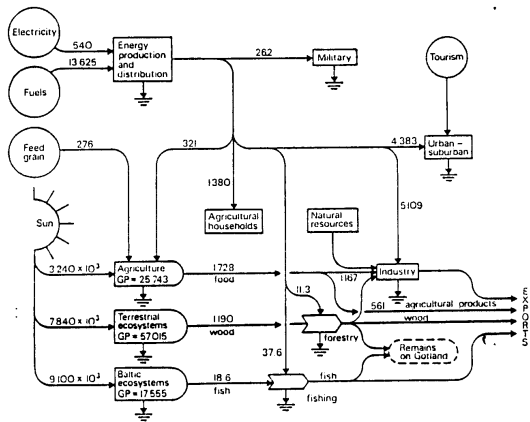 Electricity
540
13 625
Fuels
Energy
production
and
distribution
26.2
Military
Tourism
Feed
grain
276
321
4 383
Urban-
suburban
1380
Agricultural
households
Natural
resources
5109
Sun
3.240 x 10³
Agriculture
GP = 25 743
1728
food
1167
Industry
11.3
561 agricultural products
7.840 x 10³
Terrestrial
ecosystems
GP = 57 015
1190
wood
forestry
wood
Remains
on Gotland
37.6
9.100 x 10³
Baltic
ecosystems
GP = 17 555
18.6
fish
fish
fishing
EXPORTS